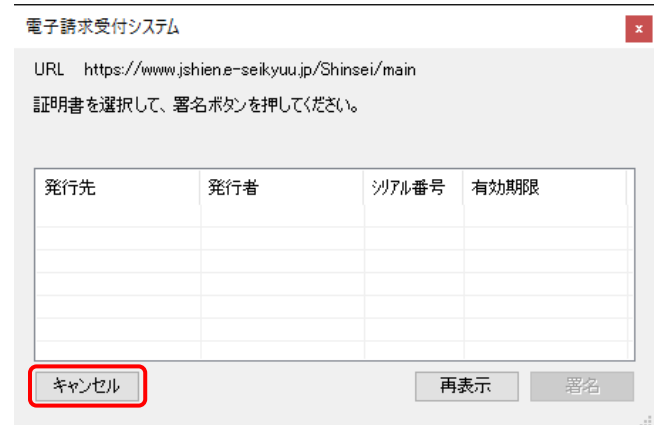 電子請求受付システム
x
URL https://www.jshien.e-seikyuu.jp/Shinsei/main
証明書を選択して、署名ボタンを押してください。
発行先 発行者 シリアル番号 有効期限
キャンセル 再表示 署名